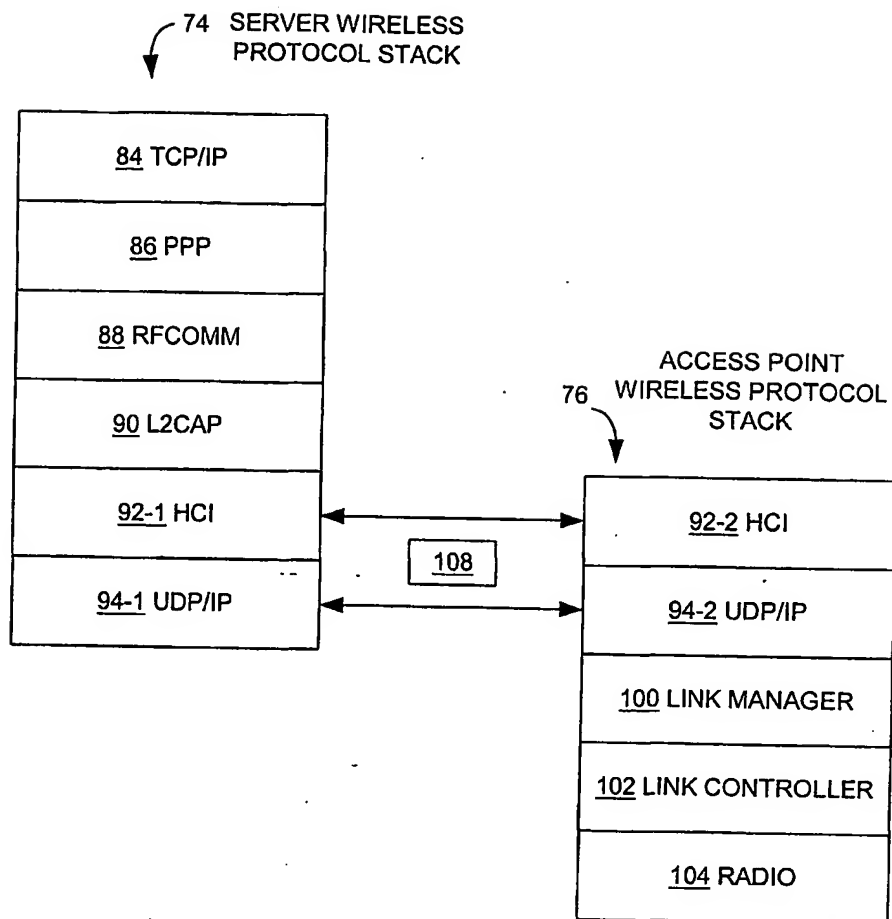 74 SERVER WIRELESS
PROTOCOL STACK
84 TCP/IP
86 PPP
88 RFCOMM
90 L2CAP
92-1 HCI
94-1 UDP/IP
108
ACCESS POINT
WIRELESS PROTOCOL
STACK
76
92-2 HCI
94-2 UDP/IP
100 LINK MANAGER
102 LINK CONTROLLER
104 RADIO